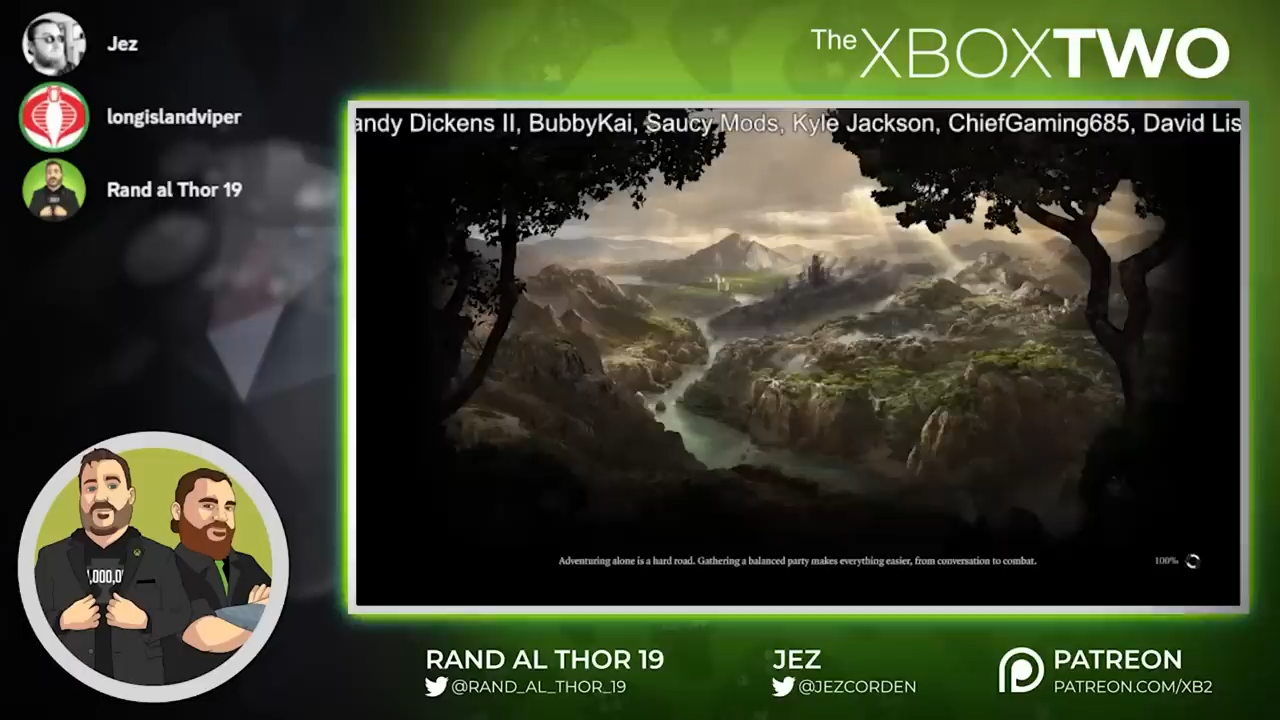 Jez
longislandviper
Rand al Thor 19
The XBOXTWO
andy Dickens II, BubbyKai, Saucy Mods, Kyle Jackson, ChiefGaming685, David Lis
Adventuring alone is a hard road. Gathering a balanced party makes everything easier, from conversation to combat.
100%
,000,0
RAND AL THOR 19
@RAND_AL_THOR_19
JEZ
@JEZCORDEN
PATREON
PATREON.COM/XB2